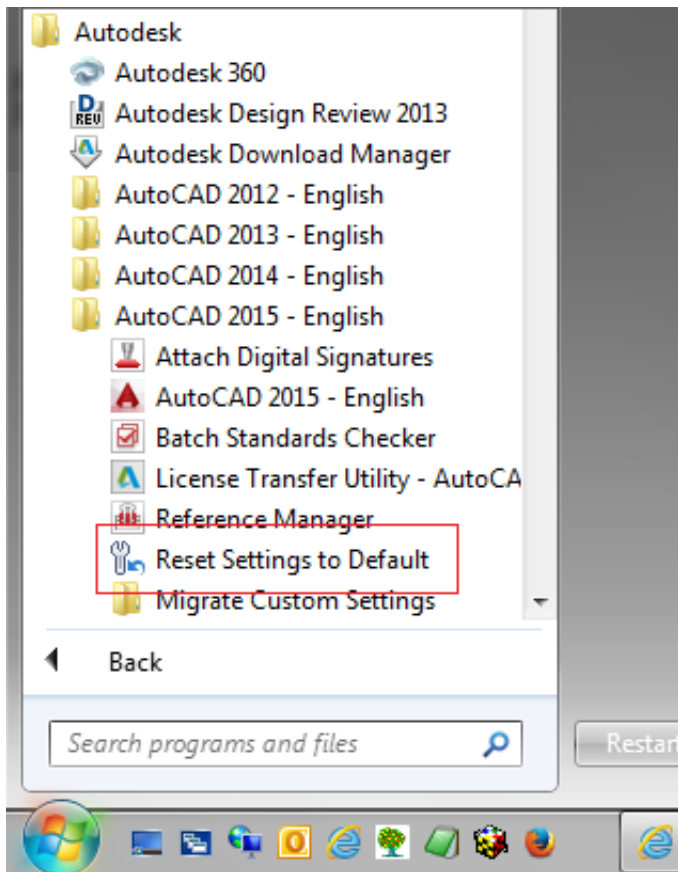 Autodesk
Autodesk 360
D
REV
Autodesk Design Review 2013
Autodesk Download Manager
AutoCAD 2012 - English
AutoCAD 2013 - English
AutoCAD 2014 - English
AutoCAD 2015 - English
Attach Digital Signatures
AutoCAD 2015 - English
Batch Standards Checker
License Transfer Utility - AutoCA
Reference Manager
Reset Settings to Default
Migrate Custom Settings
Back
Search programs and files
Restart